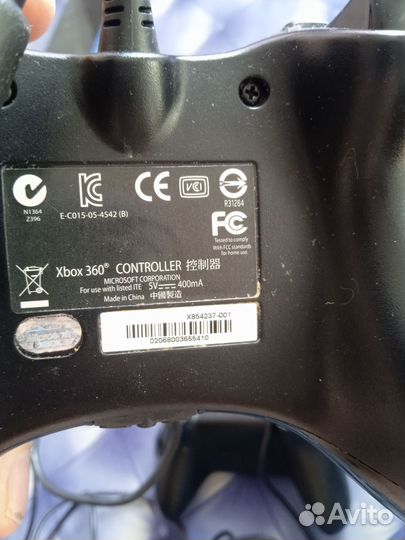 N1364
Z396
E-C015-05-4542 (B)
CE
VCI
R31264
FC
Tested to comply
With FCC standards
for home use.
Xbox 360® CONTROLLER 控制器
MICROSOFT CORPORATION
For use with listed ITE 5V⎓400mA
Made in China 中國製造
X854237-001
02068003655410
Avito